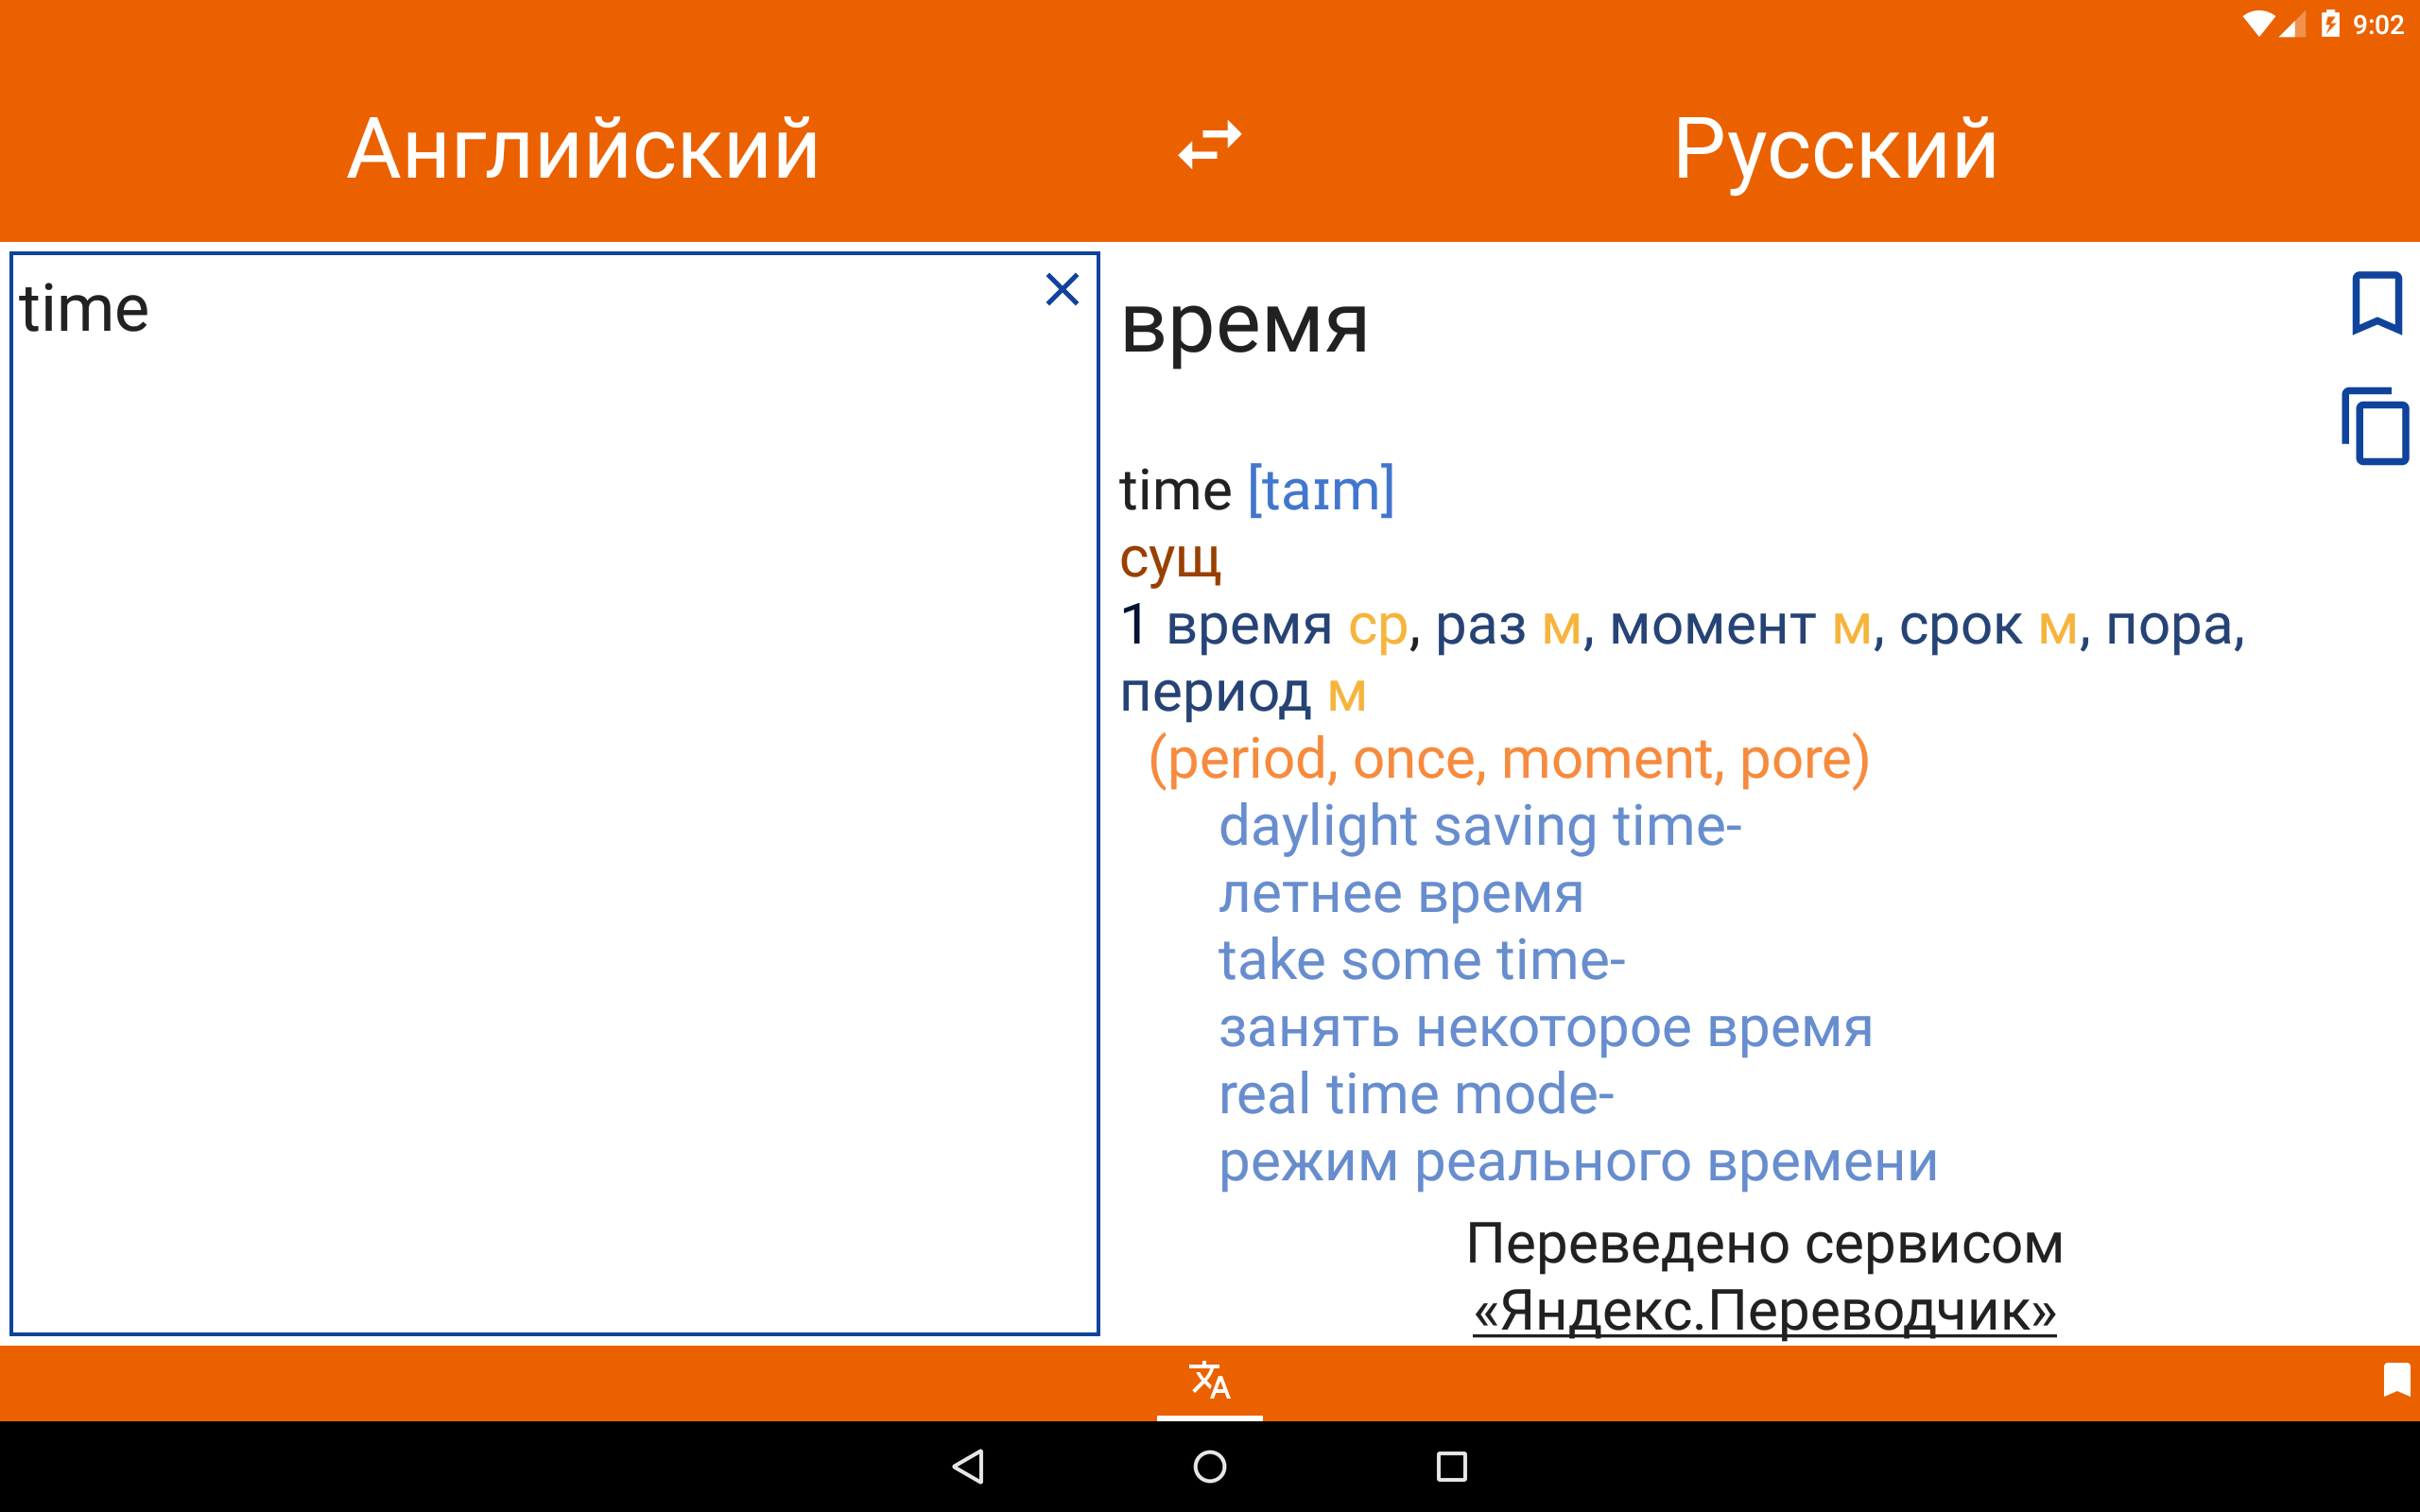 9:02
Английский
Русский
time
время
time [taɪm]
сущ
1 время ср, раз м, момент м, срок м, пора,
период м
(period, once, moment, pore)
daylight saving time-
летнее время
take some time-
занять некоторое время
real time mode-
режим реального времени
Переведено сервисом
«Яндекс.Переводчик»